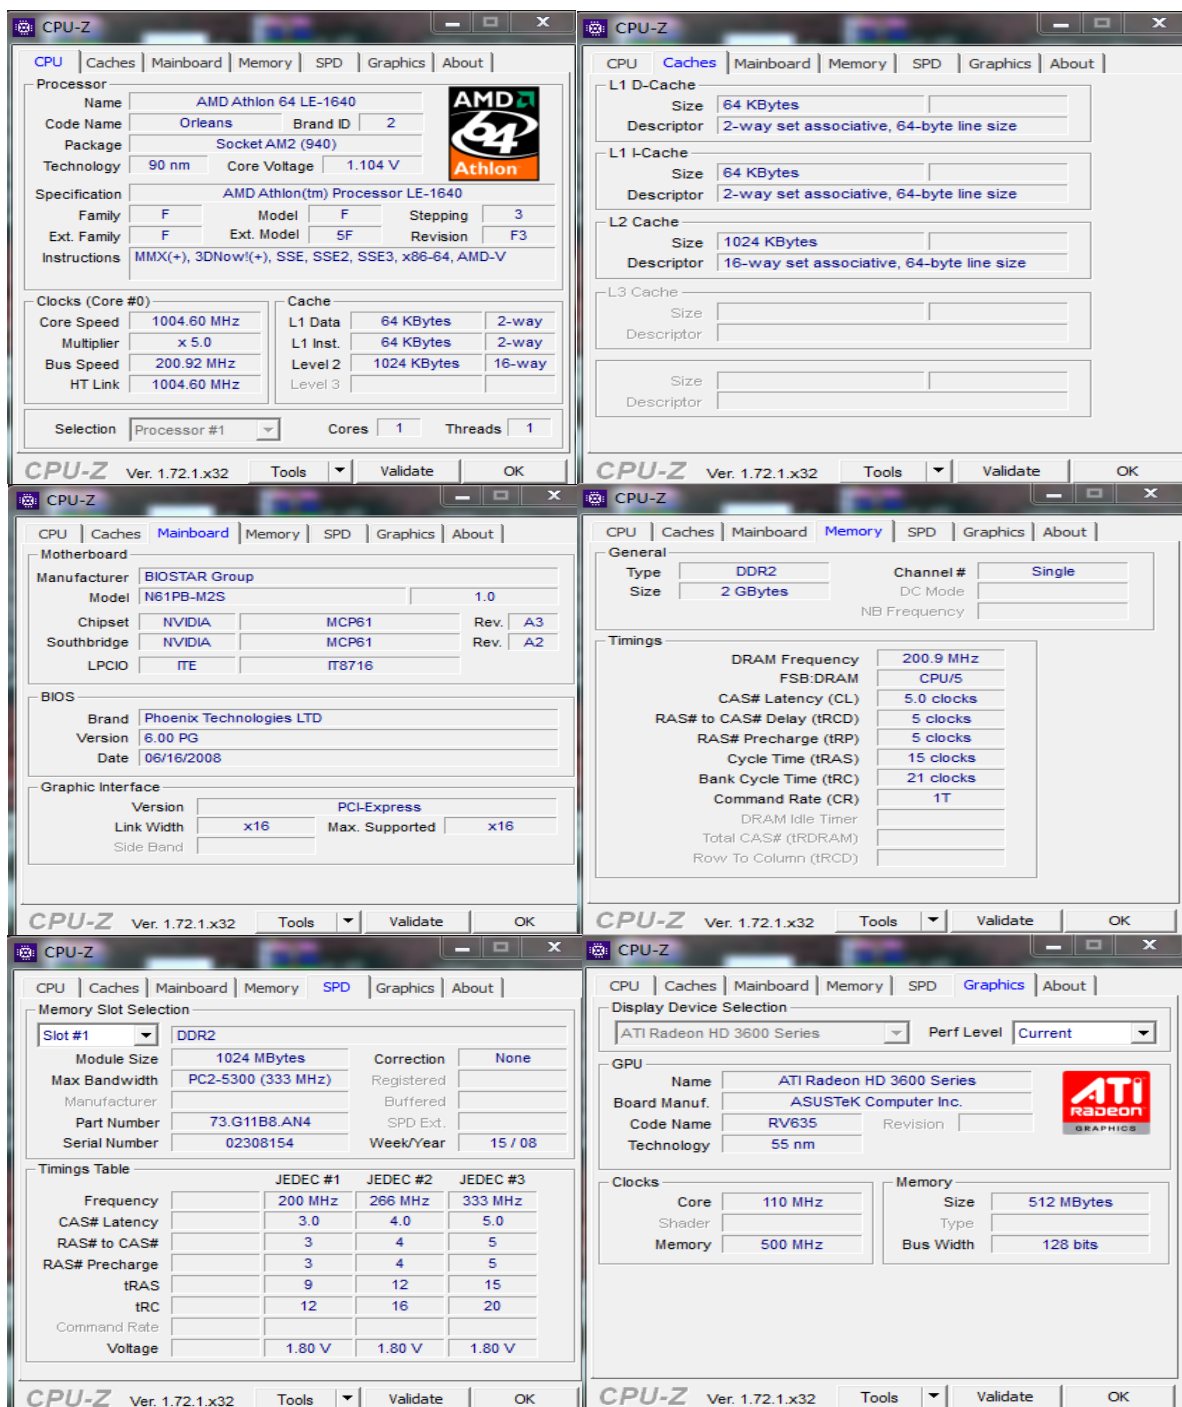 CPU-Z
CPU Caches Mainboard Memory SPD Graphics About
Processor
Name AMD Athlon 64 LE-1640
Code Name Orleans Brand ID 2
Package Socket AM2 (940)
Technology 90 nm Core Voltage 1.104 V
AMD
64
Athlon
Specification AMD Athlon(tm) Processor LE-1640
Family F Model F Stepping 3
Ext. Family F Ext. Model 5F Revision F3
Instructions MMX(+), 3DNow!(+), SSE, SSE2, SSE3, x86-64, AMD-V
Clocks (Core #0) Cache
Core Speed 1004.60 MHz L1 Data 64 KBytes 2-way
Multiplier x 5.0 L1 Inst. 64 KBytes 2-way
Bus Speed 200.92 MHz Level 2 1024 KBytes 16-way
HT Link 1004.60 MHz Level 3
Selection Processor #1 Cores 1 Threads 1
CPU-Z Ver. 1.72.1.x32 Tools Validate OK
CPU-Z
CPU Caches Mainboard Memory SPD Graphics About
L1 D-Cache
Size 64 KBytes
Descriptor 2-way set associative, 64-byte line size
L1 I-Cache
Size 64 KBytes
Descriptor 2-way set associative, 64-byte line size
L2 Cache
Size 1024 KBytes
Descriptor 16-way set associative, 64-byte line size
L3 Cache
Size
Descriptor
Size
Descriptor
CPU-Z Ver. 1.72.1.x32 Tools Validate OK
CPU-Z
CPU Caches Mainboard Memory SPD Graphics About
Motherboard
Manufacturer BIOSTAR Group
Model N61PB-M2S 1.0
Chipset NVIDIA MCP61 Rev. A3
Southbridge NVIDIA MCP61 Rev. A2
LPCIO ITE IT8716
BIOS
Brand Phoenix Technologies LTD
Version 6.00 PG
Date 06/16/2008
Graphic Interface
Version PCI-Express
Link Width x16 Max. Supported x16
Side Band
CPU-Z Ver. 1.72.1.x32 Tools Validate OK
CPU-Z
CPU Caches Mainboard Memory SPD Graphics About
General
Type DDR2 Channel # Single
Size 2 GBytes DC Mode
NB Frequency
Timings
DRAM Frequency 200.9 MHz
FSB:DRAM CPU/5
CAS# Latency (CL) 5.0 clocks
RAS# to CAS# Delay (tRCD) 5 clocks
RAS# Precharge (tRP) 5 clocks
Cycle Time (tRAS) 15 clocks
Bank Cycle Time (tRC) 21 clocks
Command Rate (CR) 1T
DRAM Idle Timer
Total CAS# (tRDRAM)
Row To Column (tRCD)
CPU-Z Ver. 1.72.1.x32 Tools Validate OK
CPU-Z
CPU Caches Mainboard Memory SPD Graphics About
Memory Slot Selection
Slot #1 DDR2
Module Size 1024 MBytes Correction None
Max Bandwidth PC2-5300 (333 MHz) Registered
Manufacturer Buffered
Part Number 73.G11B8.AN4 SPD Ext.
Serial Number 02308154 Week/Year 15 / 08
Timings Table
JEDEC #1 JEDEC #2 JEDEC #3
Frequency 200 MHz 266 MHz 333 MHz
CAS# Latency 3.0 4.0 5.0
RAS# to CAS# 3 4 5
RAS# Precharge 3 4 5
tRAS 9 12 15
tRC 12 16 20
Command Rate
Voltage 1.80 V 1.80 V 1.80 V
CPU-Z Ver. 1.72.1.x32 Tools Validate OK
CPU-Z
CPU Caches Mainboard Memory SPD Graphics About
Display Device Selection
ATI Radeon HD 3600 Series Perf Level Current
GPU
Name ATI Radeon HD 3600 Series
Board Manuf. ASUSTeK Computer Inc.
Code Name RV635 Revision
Technology 55 nm
ATI
RADEON
GRAPHICS
Clocks Memory
Core 110 MHz Size 512 MBytes
Shader Type
Memory 500 MHz Bus Width 128 bits
CPU-Z Ver. 1.72.1.x32 Tools Validate OK